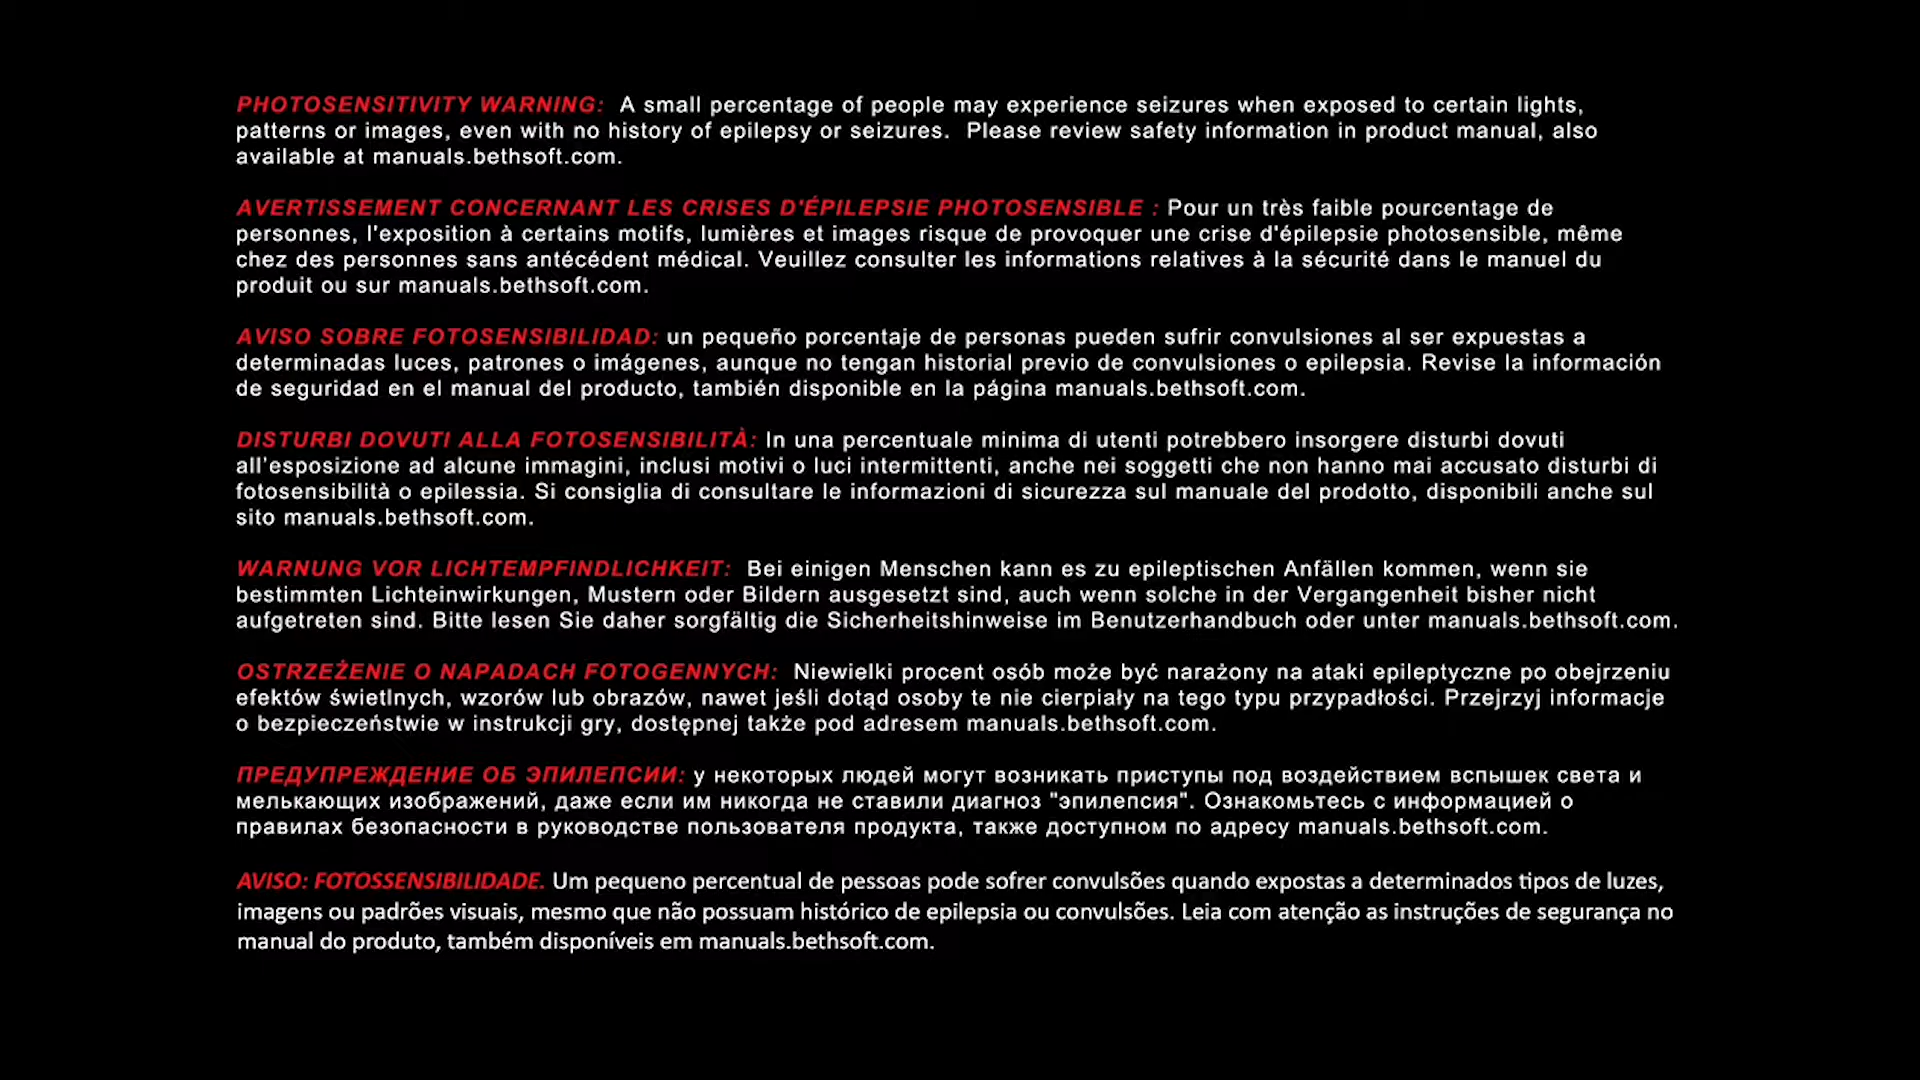 PHOTOSENSITIVITY WARNING: A small percentage of people may experience seizures when exposed to certain lights,
patterns or images, even with no history of epilepsy or seizures. Please review safety information in product manual, also
available at manuals.bethsoft.com.
AVERTISSEMENT CONCERNANT LES CRISES D'ÉPILEPSIE PHOTOSENSIBLE : Pour un très faible pourcentage de
personnes, l'exposition à certains motifs, lumières et images risque de provoquer une crise d'épilepsie photosensible, même
chez des personnes sans antécédent médical. Veuillez consulter les informations relatives à la sécurité dans le manuel du
produit ou sur manuals.bethsoft.com.
AVISO SOBRE FOTOSENSIBILIDAD: un pequeño porcentaje de personas pueden sufrir convulsiones al ser expuestas a
determinadas luces, patrones o imágenes, aunque no tengan historial previo de convulsiones o epilepsia. Revise la información
de seguridad en el manual del producto, también disponible en la página manuals.bethsoft.com.
DISTURBI DOVUTI ALLA FOTOSENSIBILITÀ: In una percentuale minima di utenti potrebbero insorgere disturbi dovuti
all'esposizione ad alcune immagini, inclusi motivi o luci intermittenti, anche nei soggetti che non hanno mai accusato disturbi di
fotosensibilità o epilessia. Si consiglia di consultare le informazioni di sicurezza sul manuale del prodotto, disponibili anche sul
sito manuals.bethsoft.com.
WARNUNG VOR LICHTEMPFINDLICHKEIT: Bei einigen Menschen kann es zu epileptischen Anfällen kommen, wenn sie
bestimmten Lichteinwirkungen, Mustern oder Bildern ausgesetzt sind, auch wenn solche in der Vergangenheit bisher nicht
aufgetreten sind. Bitte lesen Sie daher sorgfältig die Sicherheitshinweise im Benutzerhandbuch oder unter manuals.bethsoft.com.
OSTRZEŻENIE O NAPADACH FOTOGENNYCH: Niewielki procent osób może być narażony na ataki epileptyczne po obejrzeniu
efektów świetlnych, wzorów lub obrazów, nawet jeśli dotąd osoby te nie cierpiały na tego typu przypadłości. Przejrzyj informacje
o bezpieczeństwie w instrukcji gry, dostępnej także pod adresem manuals.bethsoft.com.
ПРЕДУПРЕЖДЕНИЕ ОБ ЭПИЛЕПСИИ: у некоторых людей могут возникать приступы под воздействием вспышек света и
мелькающих изображений, даже если им никогда не ставили диагноз "эпилепсия". Ознакомьтесь с информацией о
правилах безопасности в руководстве пользователя продукта, также доступном по адресу manuals.bethsoft.com.
AVISO: FOTOSSENSIBILIDADE. Um pequeno percentual de pessoas pode sofrer convulsões quando expostas a determinados tipos de luzes,
imagens ou padrões visuais, mesmo que não possuam histórico de epilepsia ou convulsões. Leia com atenção as instruções de segurança no
manual do produto, também disponíveis em manuals.bethsoft.com.